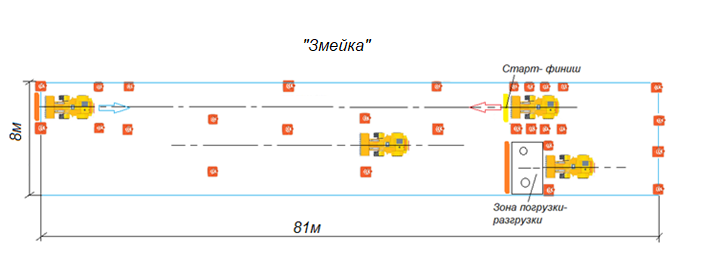 "Змейка"
Старт- финиш
8м
Зона погрузки-
разгрузки
81м